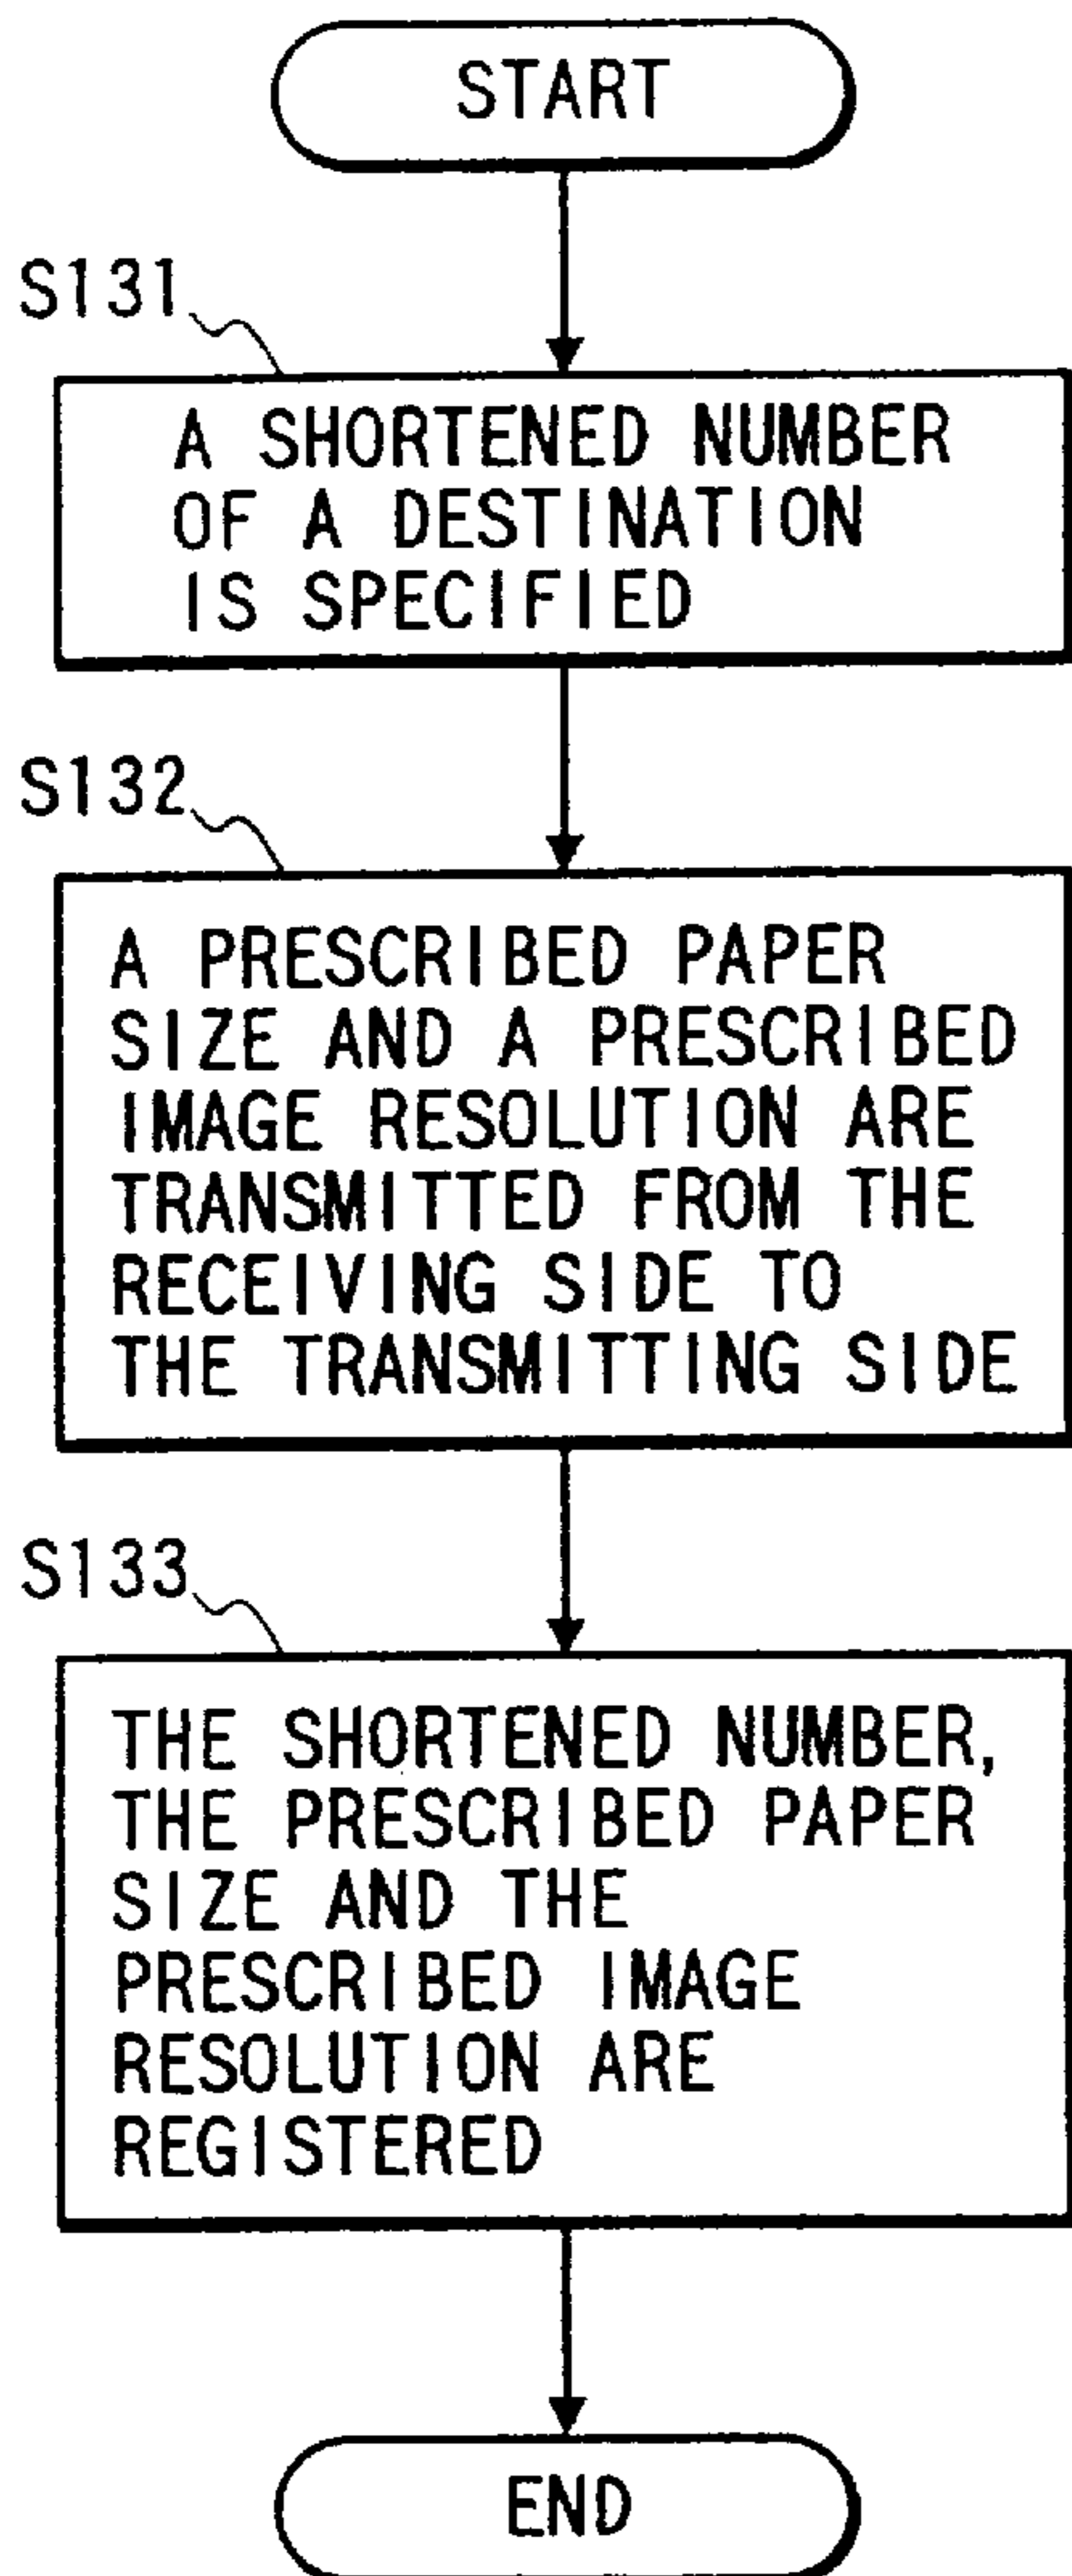 START
S131
A SHORTENED NUMBER
OF A DESTINATION
IS SPECIFIED
S132
A PRESCRIBED PAPER
SIZE AND A PRESCRIBED
IMAGE RESOLUTION ARE
TRANSMITTED FROM THE
RECEIVING SIDE TO
THE TRANSMITTING SIDE
S133
THE SHORTENED NUMBER,
THE PRESCRIBED PAPER
SIZE AND THE
PRESCRIBED IMAGE
RESOLUTION ARE
REGISTERED
END